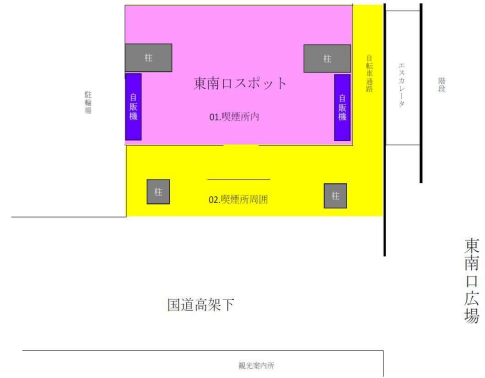 柱
柱
自転車通路
エスカレータ
階段
東南口スポット
駐輪場
自販機
自販機
01.喫煙所内
柱
柱
02.喫煙所周囲
東南口広場
国道高架下
観光案内所